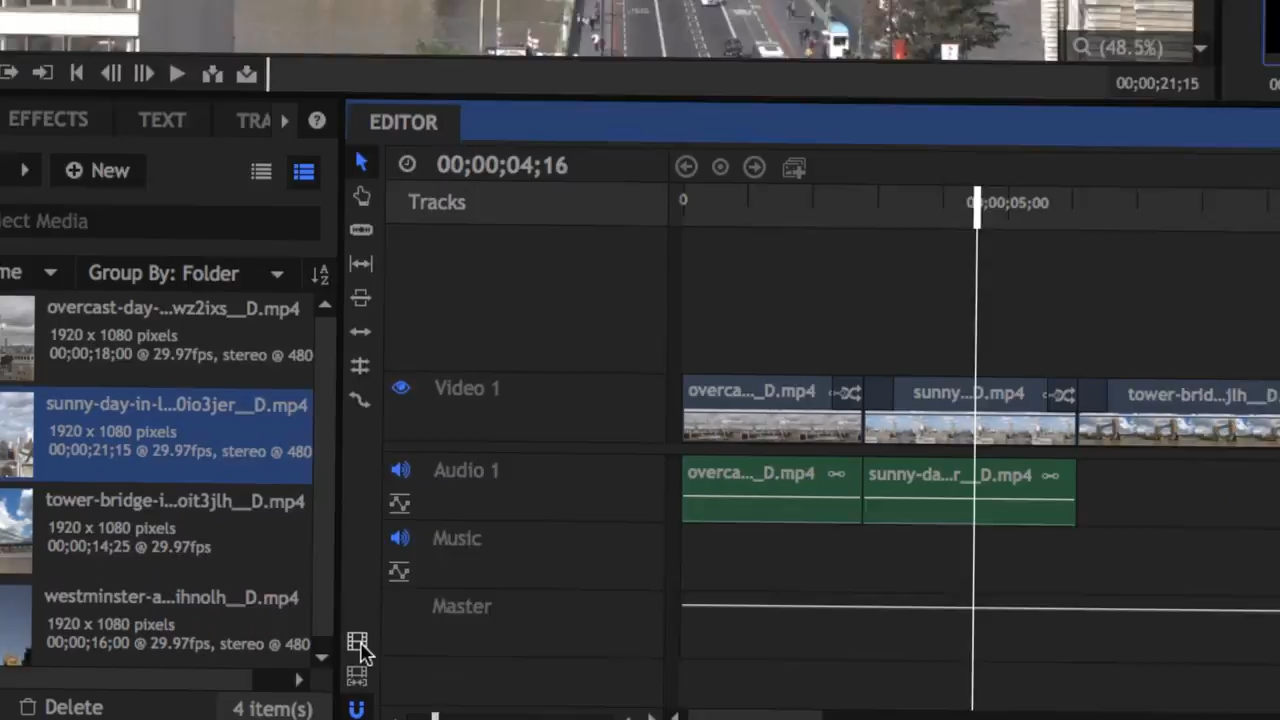 (48.5%)
00;00;21;15
EFFECTS TEXT TRA
EDITOR
New
00;00;04;16
Tracks
0
00;00;05;00
ect Media
me Group By: Folder
overcast-day-...wz2ixs__D.mp4
1920 x 1080 pixels
00;00;18;00 @ 29.97fps, stereo @ 480
sunny-day-in-l...0io3jer__D.mp4
1920 x 1080 pixels
00;00;21;15 @ 29.97fps, stereo @ 480
tower-bridge-i...oit3jlh__D.mp4
1920 x 1080 pixels
00;00;14;25 @ 29.97fps
westminster-a...ihnolh__D.mp4
1920 x 1080 pixels
00;00;16;00 @ 29.97fps, stereo @ 480
Delete 4 item(s)
Video 1
overca..._D.mp4 sunny...D.mp4 tower-brid...jlh__D
Audio 1
overca..._D.mp4 sunny-da...r__D.mp4
Music
Master